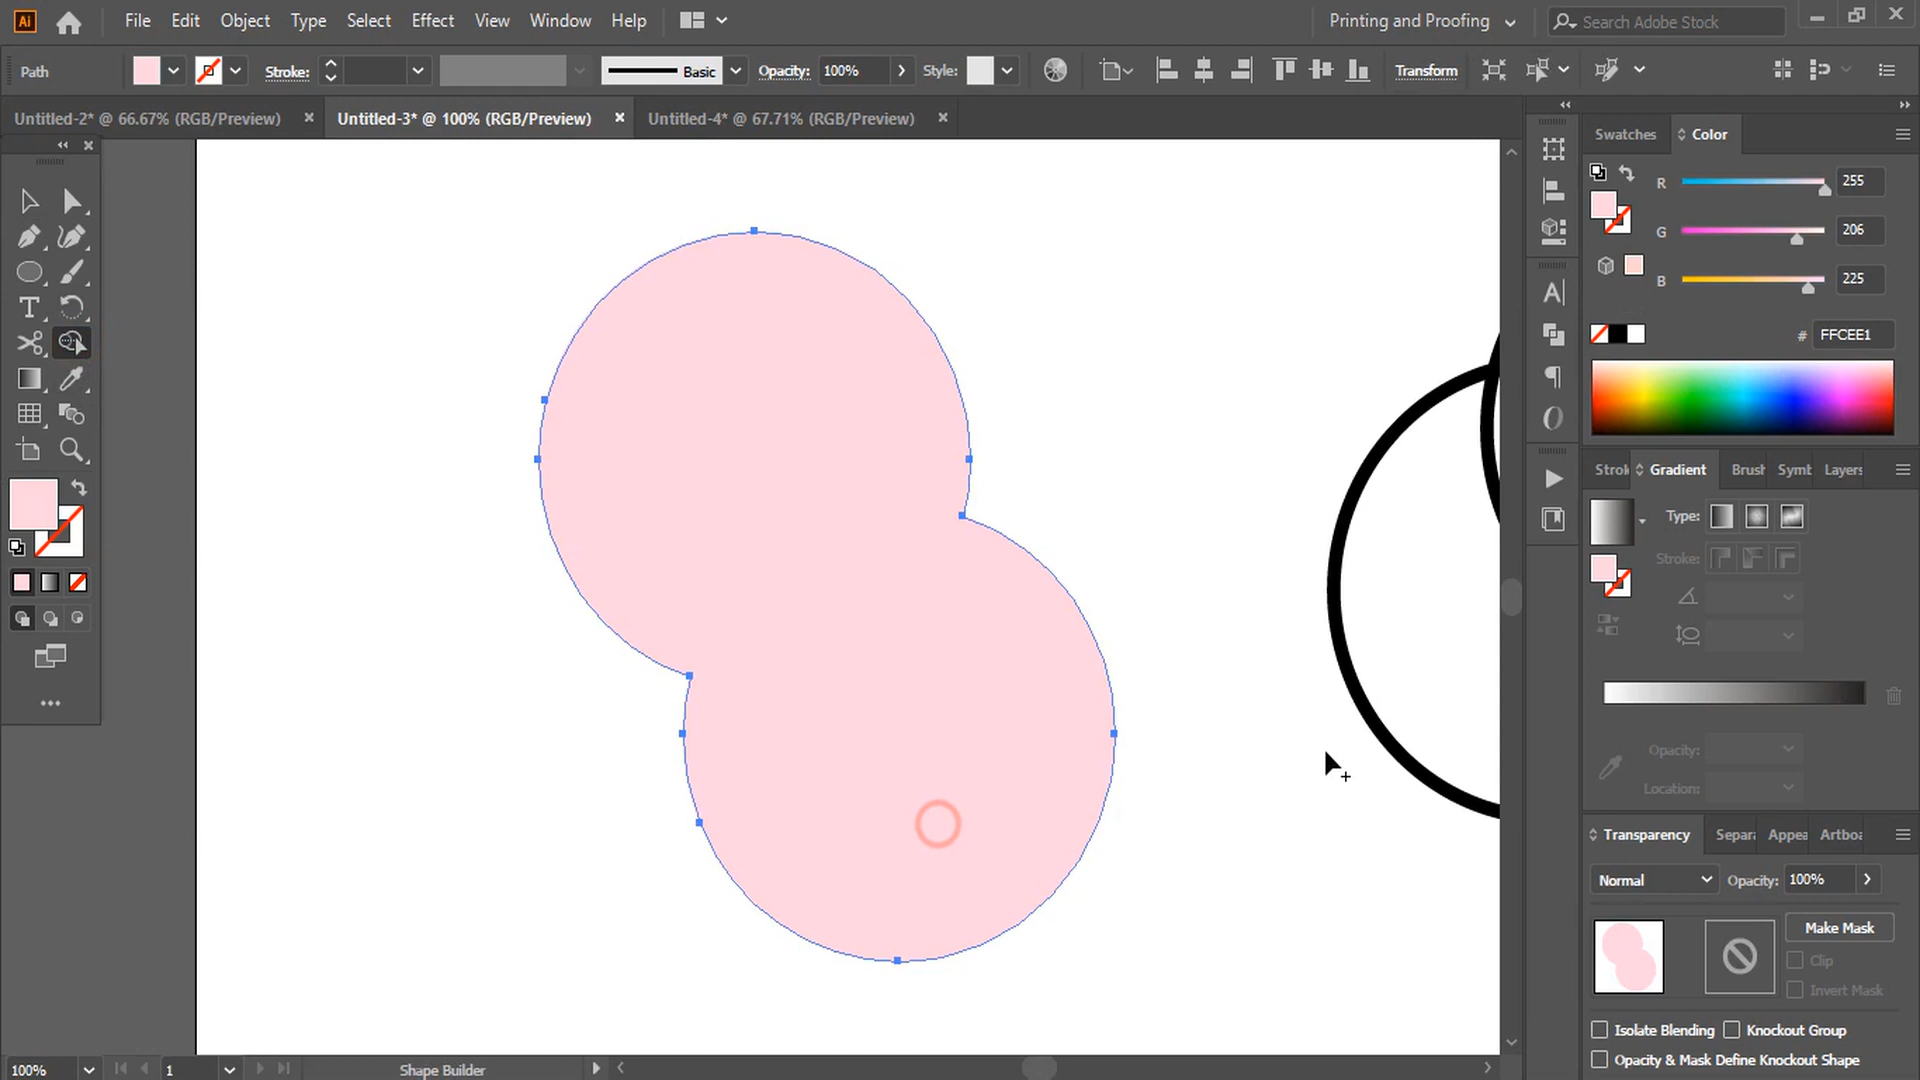 Ai File Edit Object Type Select Effect View Window Help Printing and Proofing Search Adobe Stock
Path Stroke: Basic Opacity: 100% Style: Transform
Untitled-2* @ 66.67% (RGB/Preview) Untitled-3* @ 100% (RGB/Preview) Untitled-4* @ 67.71% (RGB/Preview)
Swatches Color
R 255
G 206
B 225
# FFCEE1
Strok Gradient Brush Symb Layers
Type:
Stroke:
Opacity:
Location:
Transparency Separa Appea Artboa
Normal Opacity: 100%
Make Mask
Clip
Invert Mask
Isolate Blending Knockout Group
Opacity & Mask Define Knockout Shape
100% 1 Shape Builder